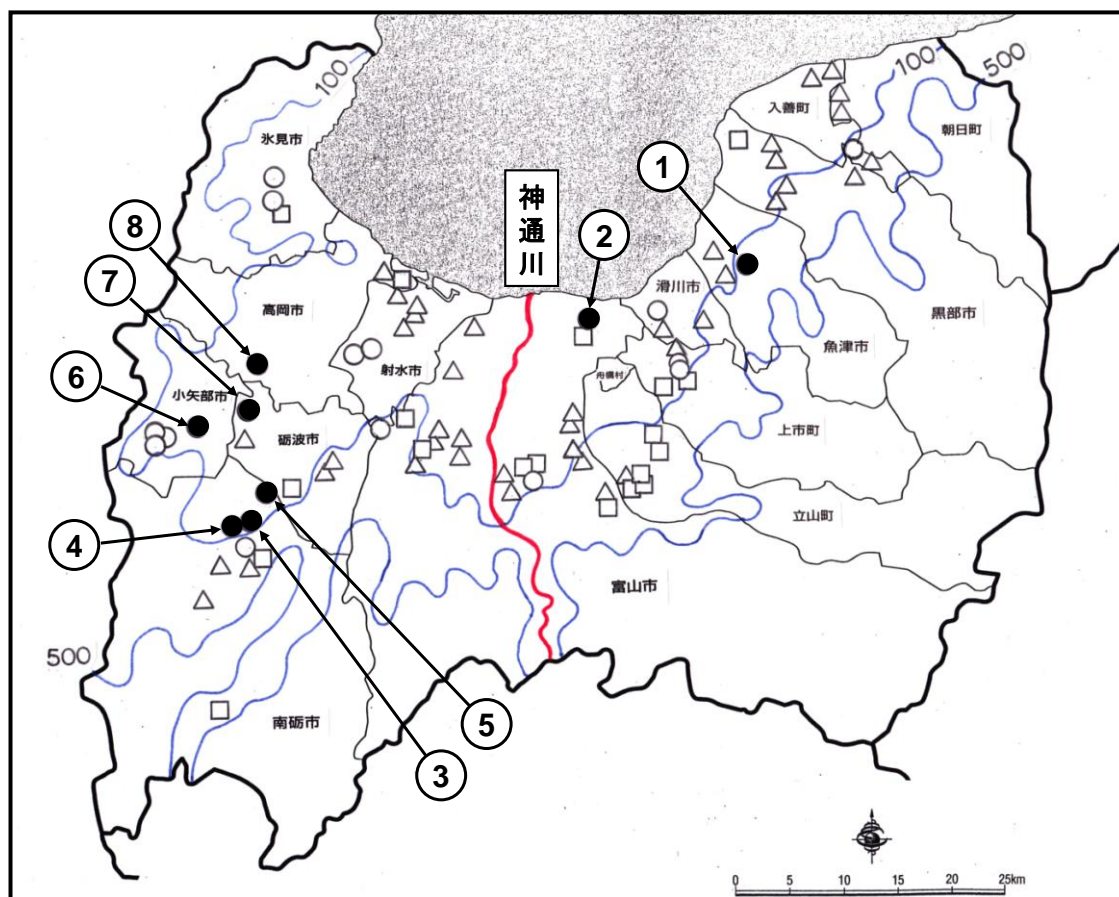 100
100
500
入善町
朝日町
氷見市
神通川
①
②
⑧
⑦
滑川市
高岡市
黒部市
魚津市
射水市
⑥
小矢部市
舟橋村
砺波市
上市町
④
立山町
富山市
500
⑤
南砺市
③
0 5 10 15 20 25km